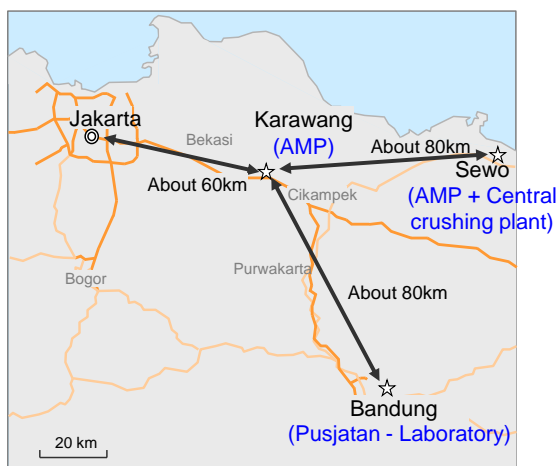 Jakarta
Bekasi
Karawang
(AMP)
About 80km
Sewo
(AMP + Central
crushing plant)
About 60km
Cikampek
Purwakarta
Bogor
About 80km
Bandung
(Pusjatan - Laboratory)
20 km